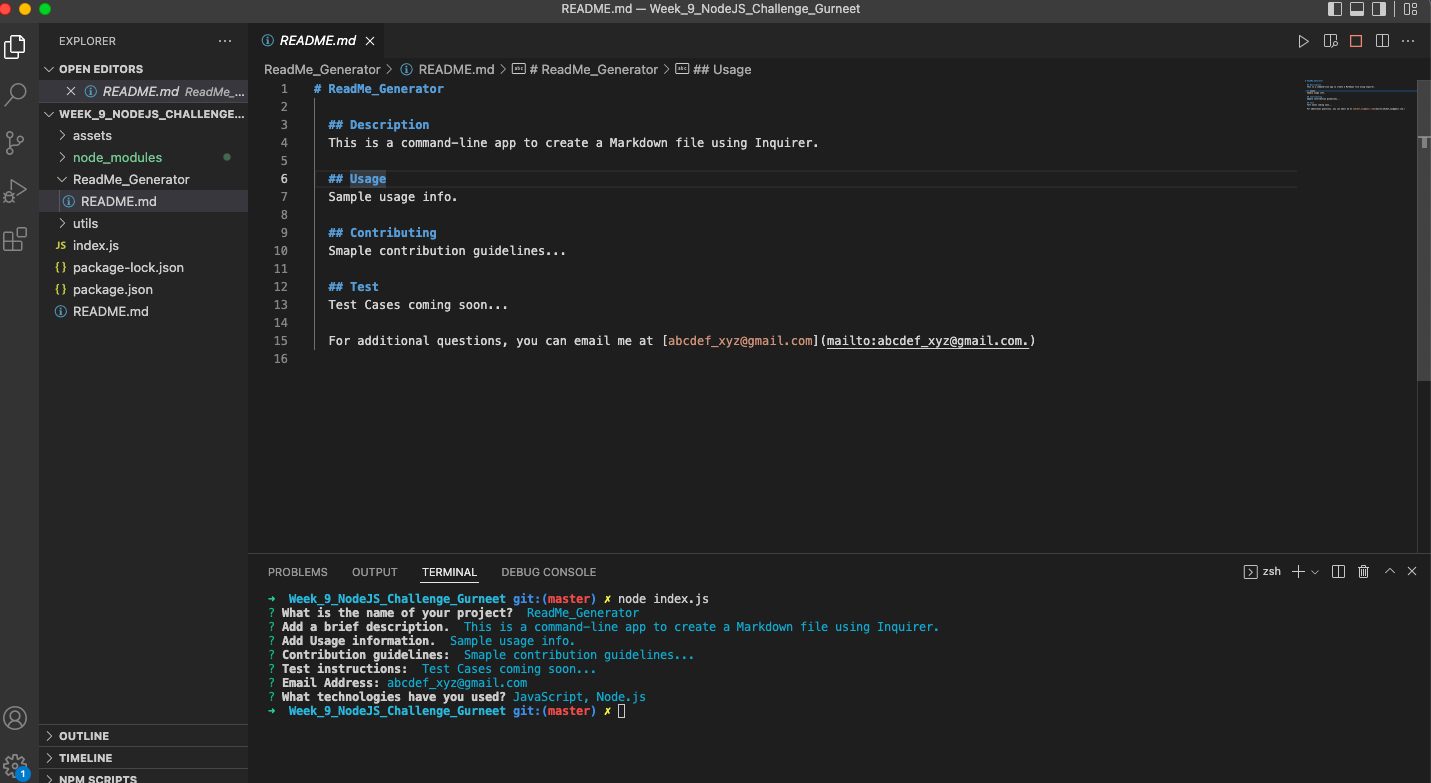 README.md — Week_9_NodeJS_Challenge_Gurneet
EXPLORER
OPEN EDITORS
README.md ReadMe_...
WEEK_9_NODEJS_CHALLENGE...
assets
node_modules
ReadMe_Generator
README.md
utils
JS index.js
{} package-lock.json
{} package.json
README.md
OUTLINE
TIMELINE
NPM SCRIPTS
1
README.md
ReadMe_Generator > README.md > # ReadMe_Generator > ## Usage
1 # ReadMe_Generator
2
3 ## Description
4 This is a command-line app to create a Markdown file using Inquirer.
5
6 ## Usage
7 Sample usage info.
8
9 ## Contributing
10 Smaple contribution guidelines...
11
12 ## Test
13 Test Cases coming soon...
14
15 For additional questions, you can email me at [abcdef_xyz@gmail.com](mailto:abcdef_xyz@gmail.com.)
16
PROBLEMS OUTPUT TERMINAL DEBUG CONSOLE
zsh
→ Week_9_NodeJS_Challenge_Gurneet git:(master) ✗ node index.js
? What is the name of your project? ReadMe_Generator
? Add a brief description. This is a command-line app to create a Markdown file using Inquirer.
? Add Usage information. Sample usage info.
? Contribution guidelines: Smaple contribution guidelines...
? Test instructions: Test Cases coming soon...
? Email Address: abcdef_xyz@gmail.com
? What technologies have you used? JavaScript, Node.js
→ Week_9_NodeJS_Challenge_Gurneet git:(master) ✗